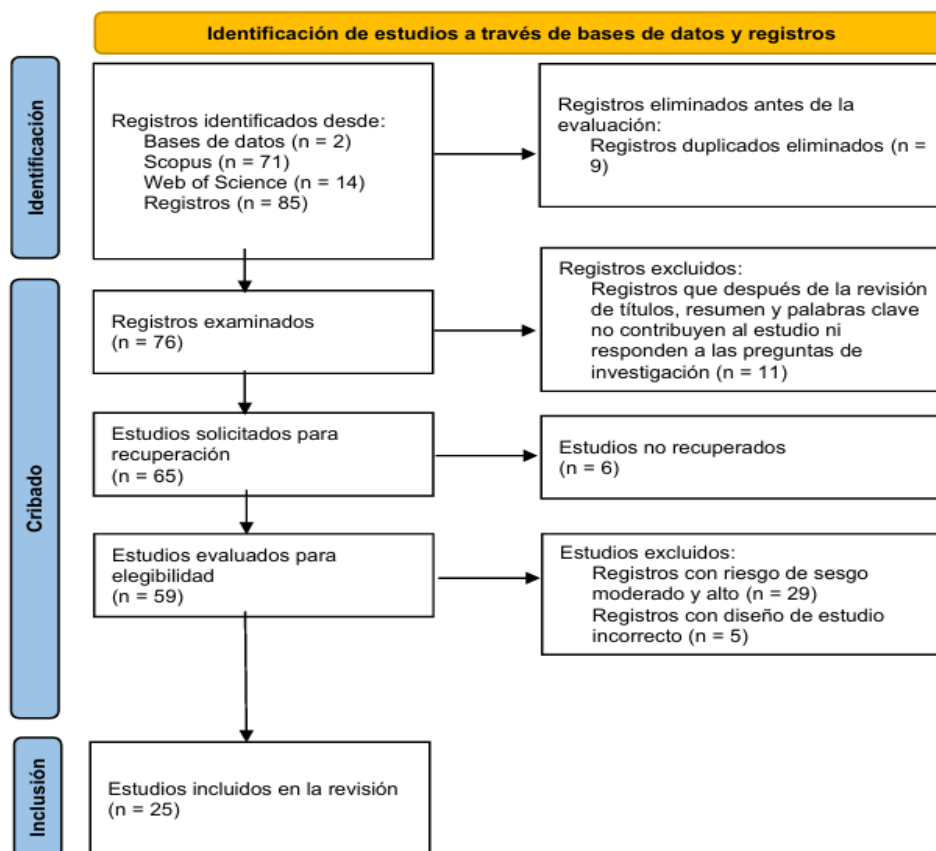 Identificación de estudios a través de bases de datos y registros
Identificación
Registros identificados desde:
Bases de datos (n = 2)
Scopus (n = 71)
Web of Science (n = 14)
Registros (n = 85)
Registros eliminados antes de la
evaluación:
Registros duplicados eliminados (n =
9)
Cribado
Registros examinados
(n = 76)
Registros excluidos:
Registros que después de la revisión
de títulos, resumen y palabras clave
no contribuyen al estudio ni
responden a las preguntas de
investigación (n = 11)
Estudios solicitados para
recuperación
(n = 65)
Estudios no recuperados
(n = 6)
Estudios evaluados para
elegibilidad
(n = 59)
Estudios excluidos:
Registros con riesgo de sesgo
moderado y alto (n = 29)
Registros con diseño de estudio
incorrecto (n = 5)
Inclusión
Estudios incluidos en la revisión
(n = 25)